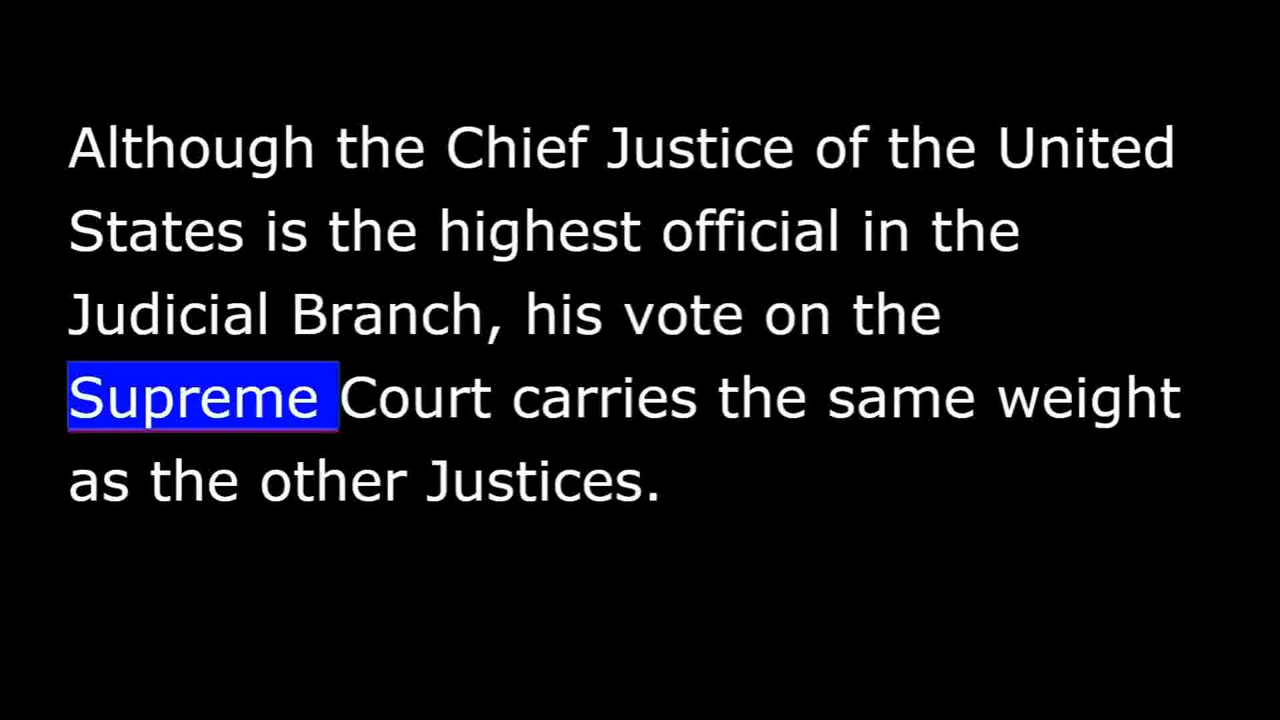 Although the Chief Justice of the United
States is the highest official in the
Judicial Branch, his vote on the
Supreme Court carries the same weight
as the other Justices.